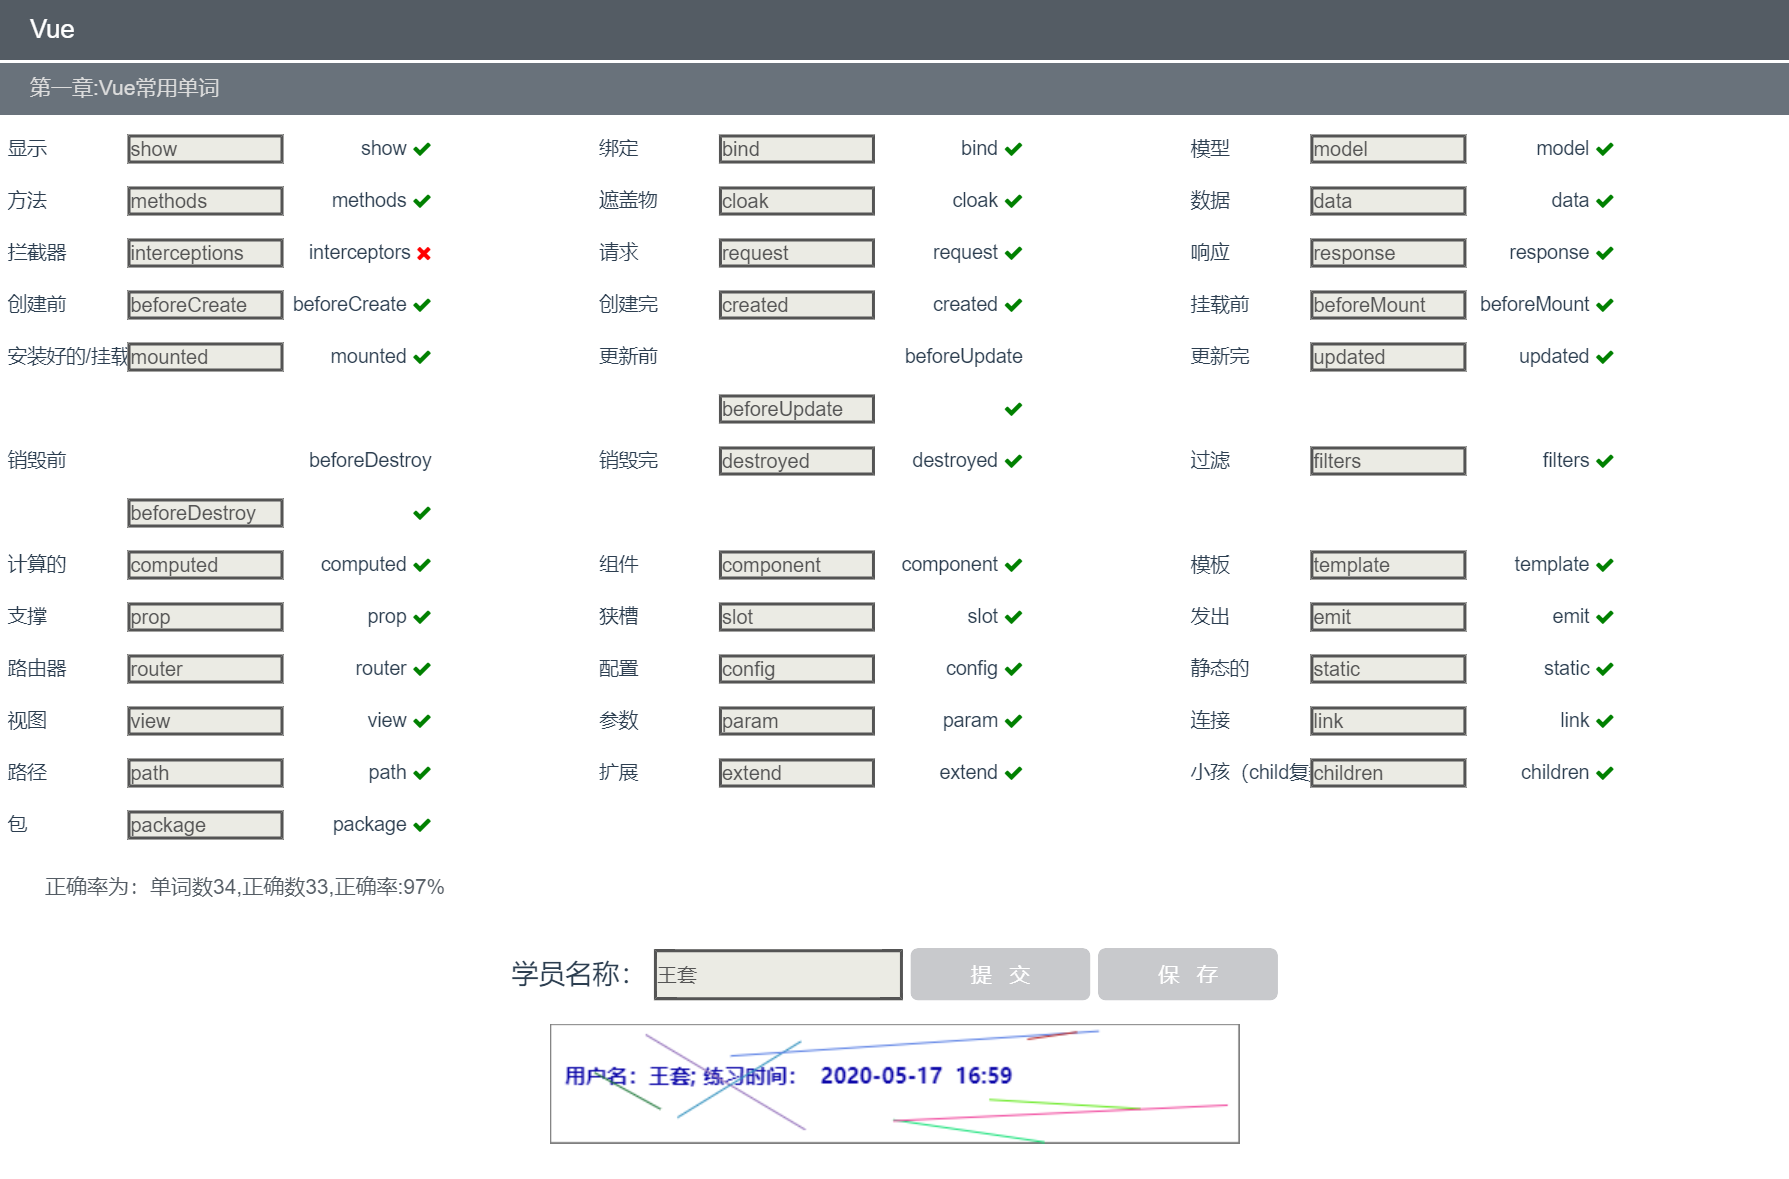 Vue
第一章:Vue常用单词
显示 show show 绑定 bind bind 模型 model model
方法 methods methods 遮盖物 cloak cloak 数据 data data
拦截器 interceptions interceptors 请求 request request 响应 response response
创建前 beforeCreate beforeCreate 创建完 created created 挂载前 beforeMount beforeMount
安装好的/挂载 mounted mounted 更新前 beforeUpdate 更新完 updated updated
beforeUpdate
销毁前 beforeDestroy 销毁完 destroyed destroyed 过滤 filters filters
beforeDestroy
计算的 computed computed 组件 component component 模板 template template
支撑 prop prop 狭槽 slot slot 发出 emit emit
路由器 router router 配置 config config 静态的 static static
视图 view view 参数 param param 连接 link link
路径 path path 扩展 extend extend 小孩（child复 children children
包 package package
正确率为：单词数34,正确数33,正确率:97%
学员名称： 王套 提 交 保 存
用户名：王套; 练习时间： 2020-05-17 16:59